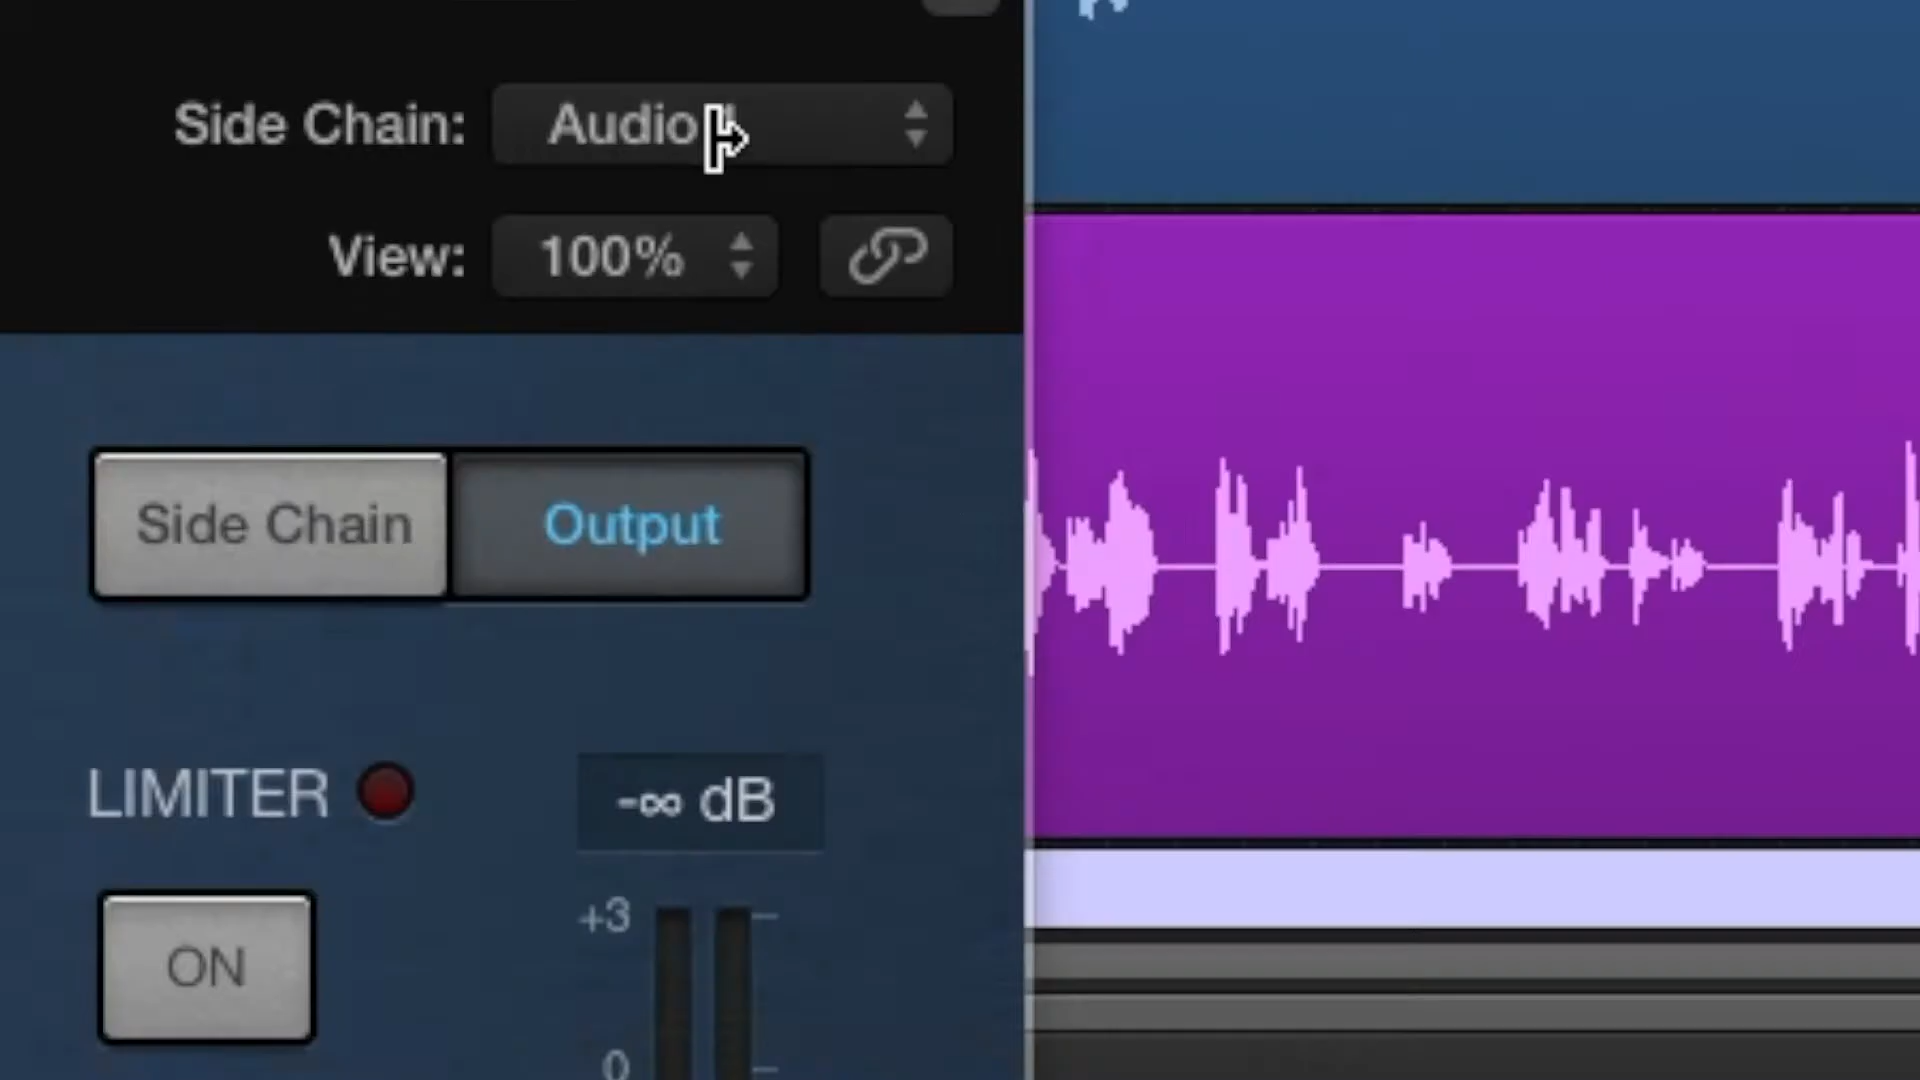 Side Chain: Audio
View: 100%
Side Chain Output
LIMITER -∞ dB
+3
ON
0